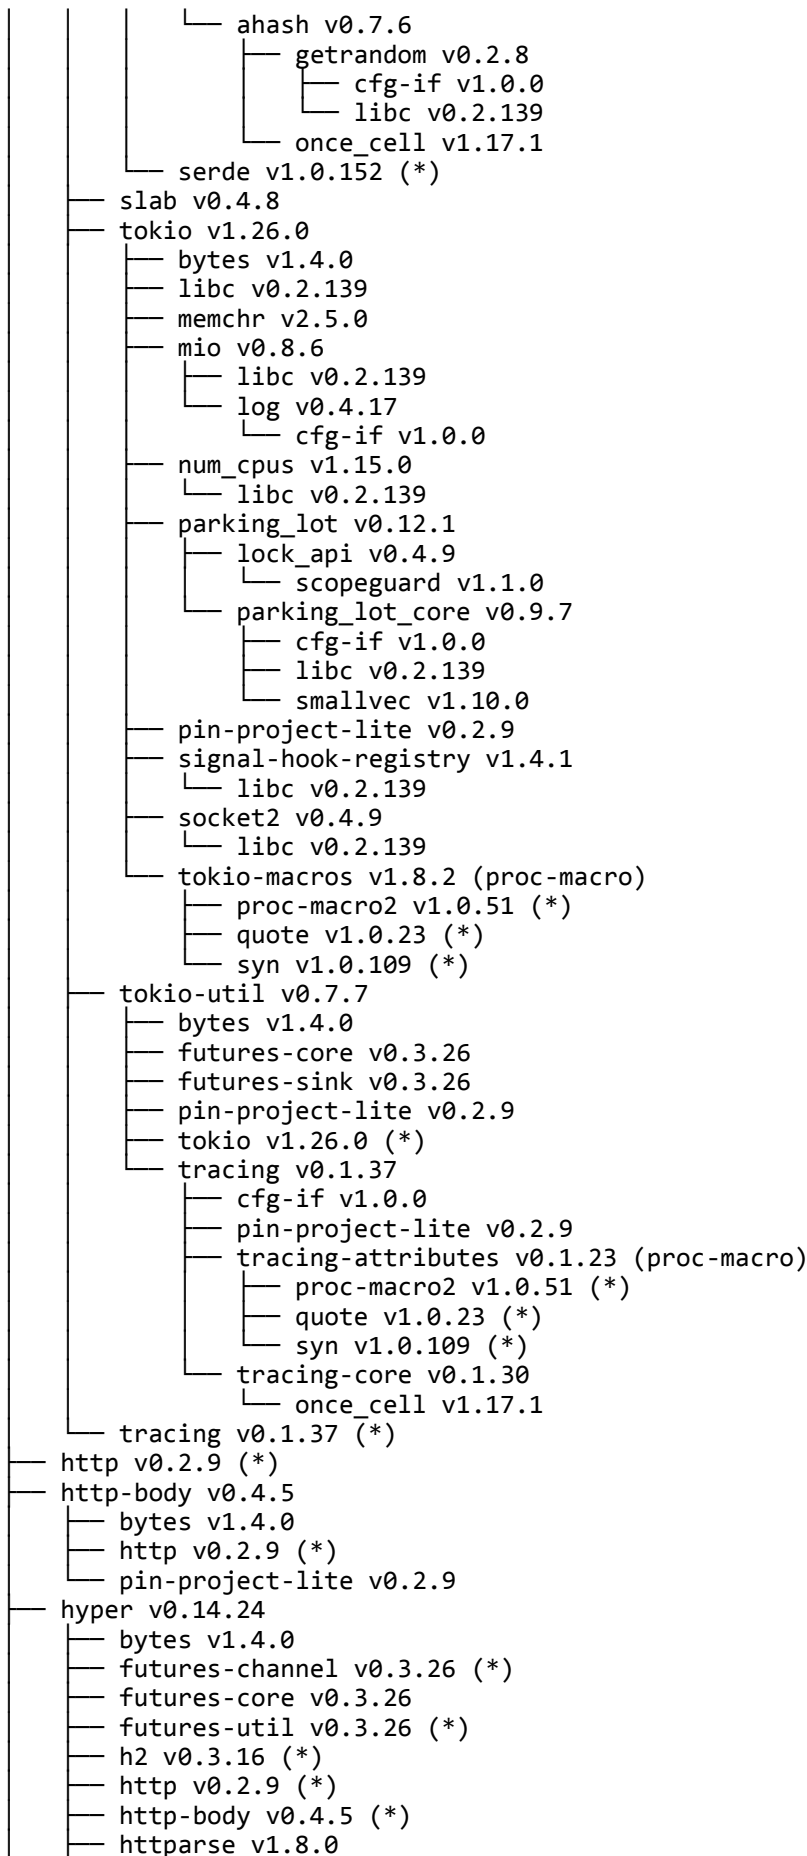 │   │   │   └── ahash v0.7.6
│   │   │       ├── getrandom v0.2.8
│   │   │       │   ├── cfg-if v1.0.0
│   │   │       │   └── libc v0.2.139
│   │   │       └── once_cell v1.17.1
│   │   └── serde v1.0.152 (*)
│   ├── slab v0.4.8
│   ├── tokio v1.26.0
│   │   ├── bytes v1.4.0
│   │   ├── libc v0.2.139
│   │   ├── memchr v2.5.0
│   │   ├── mio v0.8.6
│   │   │   ├── libc v0.2.139
│   │   │   └── log v0.4.17
│   │   │       └── cfg-if v1.0.0
│   │   ├── num_cpus v1.15.0
│   │   │   └── libc v0.2.139
│   │   ├── parking_lot v0.12.1
│   │   │   ├── lock_api v0.4.9
│   │   │   │   └── scopeguard v1.1.0
│   │   │   └── parking_lot_core v0.9.7
│   │   │       ├── cfg-if v1.0.0
│   │   │       ├── libc v0.2.139
│   │   │       └── smallvec v1.10.0
│   │   ├── pin-project-lite v0.2.9
│   │   ├── signal-hook-registry v1.4.1
│   │   │   └── libc v0.2.139
│   │   ├── socket2 v0.4.9
│   │   │   └── libc v0.2.139
│   │   └── tokio-macros v1.8.2 (proc-macro)
│   │       ├── proc-macro2 v1.0.51 (*)
│   │       ├── quote v1.0.23 (*)
│   │       └── syn v1.0.109 (*)
│   ├── tokio-util v0.7.7
│   │   ├── bytes v1.4.0
│   │   ├── futures-core v0.3.26
│   │   ├── futures-sink v0.3.26
│   │   ├── pin-project-lite v0.2.9
│   │   ├── tokio v1.26.0 (*)
│   │   └── tracing v0.1.37
│   │       ├── cfg-if v1.0.0
│   │       ├── pin-project-lite v0.2.9
│   │       ├── tracing-attributes v0.1.23 (proc-macro)
│   │       │   ├── proc-macro2 v1.0.51 (*)
│   │       │   ├── quote v1.0.23 (*)
│   │       │   └── syn v1.0.109 (*)
│   │       └── tracing-core v0.1.30
│   │           └── once_cell v1.17.1
│   └── tracing v0.1.37 (*)
├── http v0.2.9 (*)
├── http-body v0.4.5
│   ├── bytes v1.4.0
│   ├── http v0.2.9 (*)
│   └── pin-project-lite v0.2.9
├── hyper v0.14.24
│   ├── bytes v1.4.0
│   ├── futures-channel v0.3.26 (*)
│   ├── futures-core v0.3.26
│   ├── futures-util v0.3.26 (*)
│   ├── h2 v0.3.16 (*)
│   ├── http v0.2.9 (*)
│   ├── http-body v0.4.5 (*)
│   ├── httparse v1.8.0